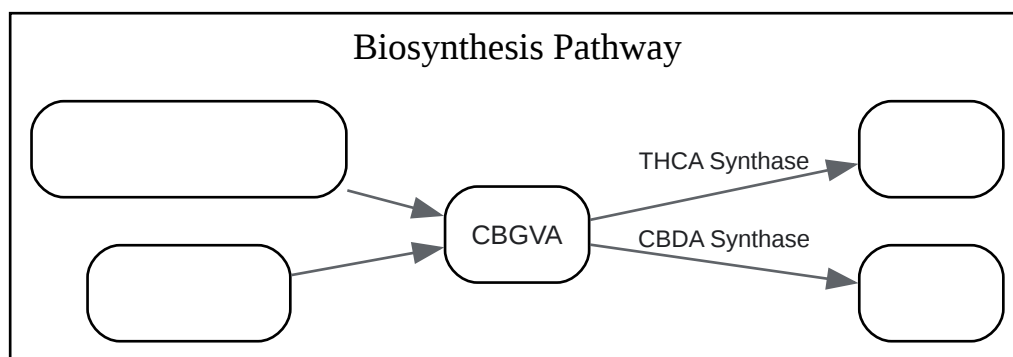 Biosynthesis Pathway
THCA Synthase
CBGVA
CBDA Synthase